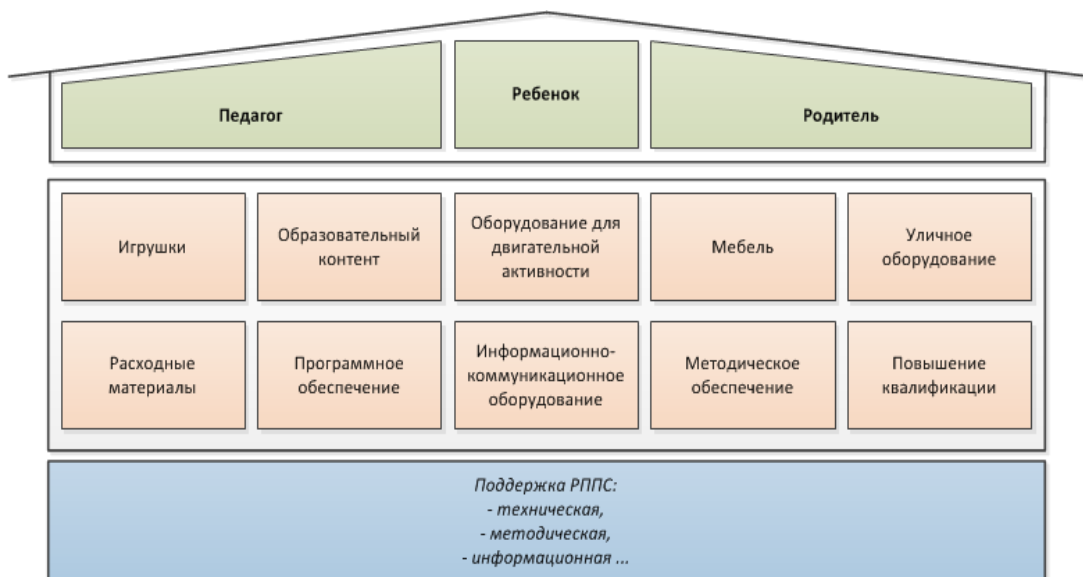 Педагог
Ребенок
Родитель
Игрушки
Образовательный
контент
Оборудование для
двигательной
активности
Мебель
Уличное
оборудование
Расходные
материалы
Программное
обеспечение
Информационно-
коммуникационное
оборудование
Методическое
обеспечение
Повышение
квалификации
Поддержка РППС:
- техническая,
- методическая,
- информационная ...